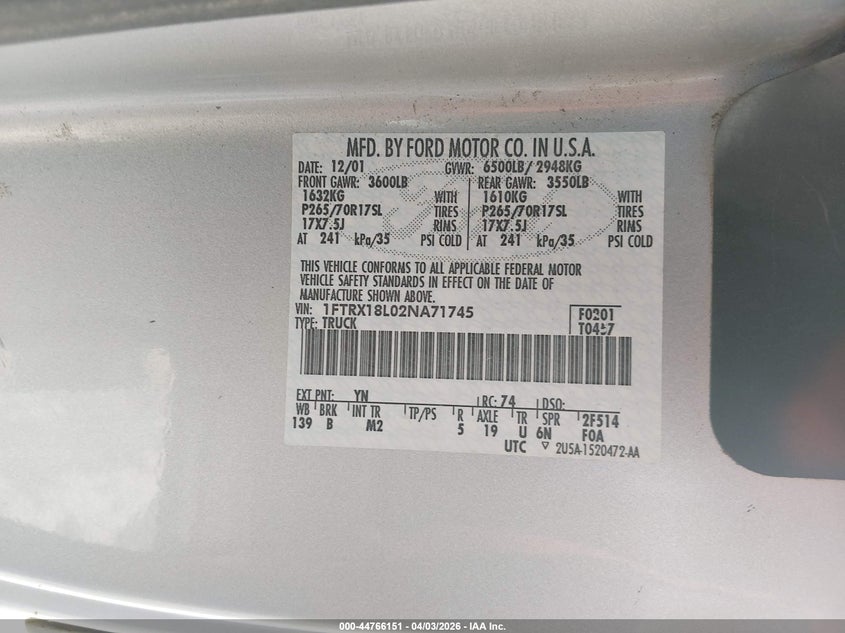 MFD. BY FORD MOTOR CO. IN U.S.A.
DATE: 12/01 GVWR: 6500LB/ 2948KG
FRONT GAWR: 3600LB REAR GAWR: 3550LB
1632KG WITH 1610KG WITH
P265/70R17SL TIRES P265/70R17SL TIRES
17X7.5J RIMS 17X7.5J RIMS
AT 241 kPa/35 PSI COLD AT 241 kPa/35 PSI COLD
THIS VEHICLE CONFORMS TO ALL APPLICABLE FEDERAL MOTOR
VEHICLE SAFETY STANDARDS IN EFFECT ON THE DATE OF
MANUFACTURE SHOWN ABOVE.
VIN: 1FTRX18L02NA71745 F0201
TYPE: TRUCK
EXT PNT: YN RC: 74 DSO:
WB BRK INT TR TP/PS R AXLE TR SPR 2F514
139 B M2 5 19 U 6N F0A
UTC ▽ 2U5A-1520472-AA
000-44766151 - 04/03/2026 - IAA Inc.